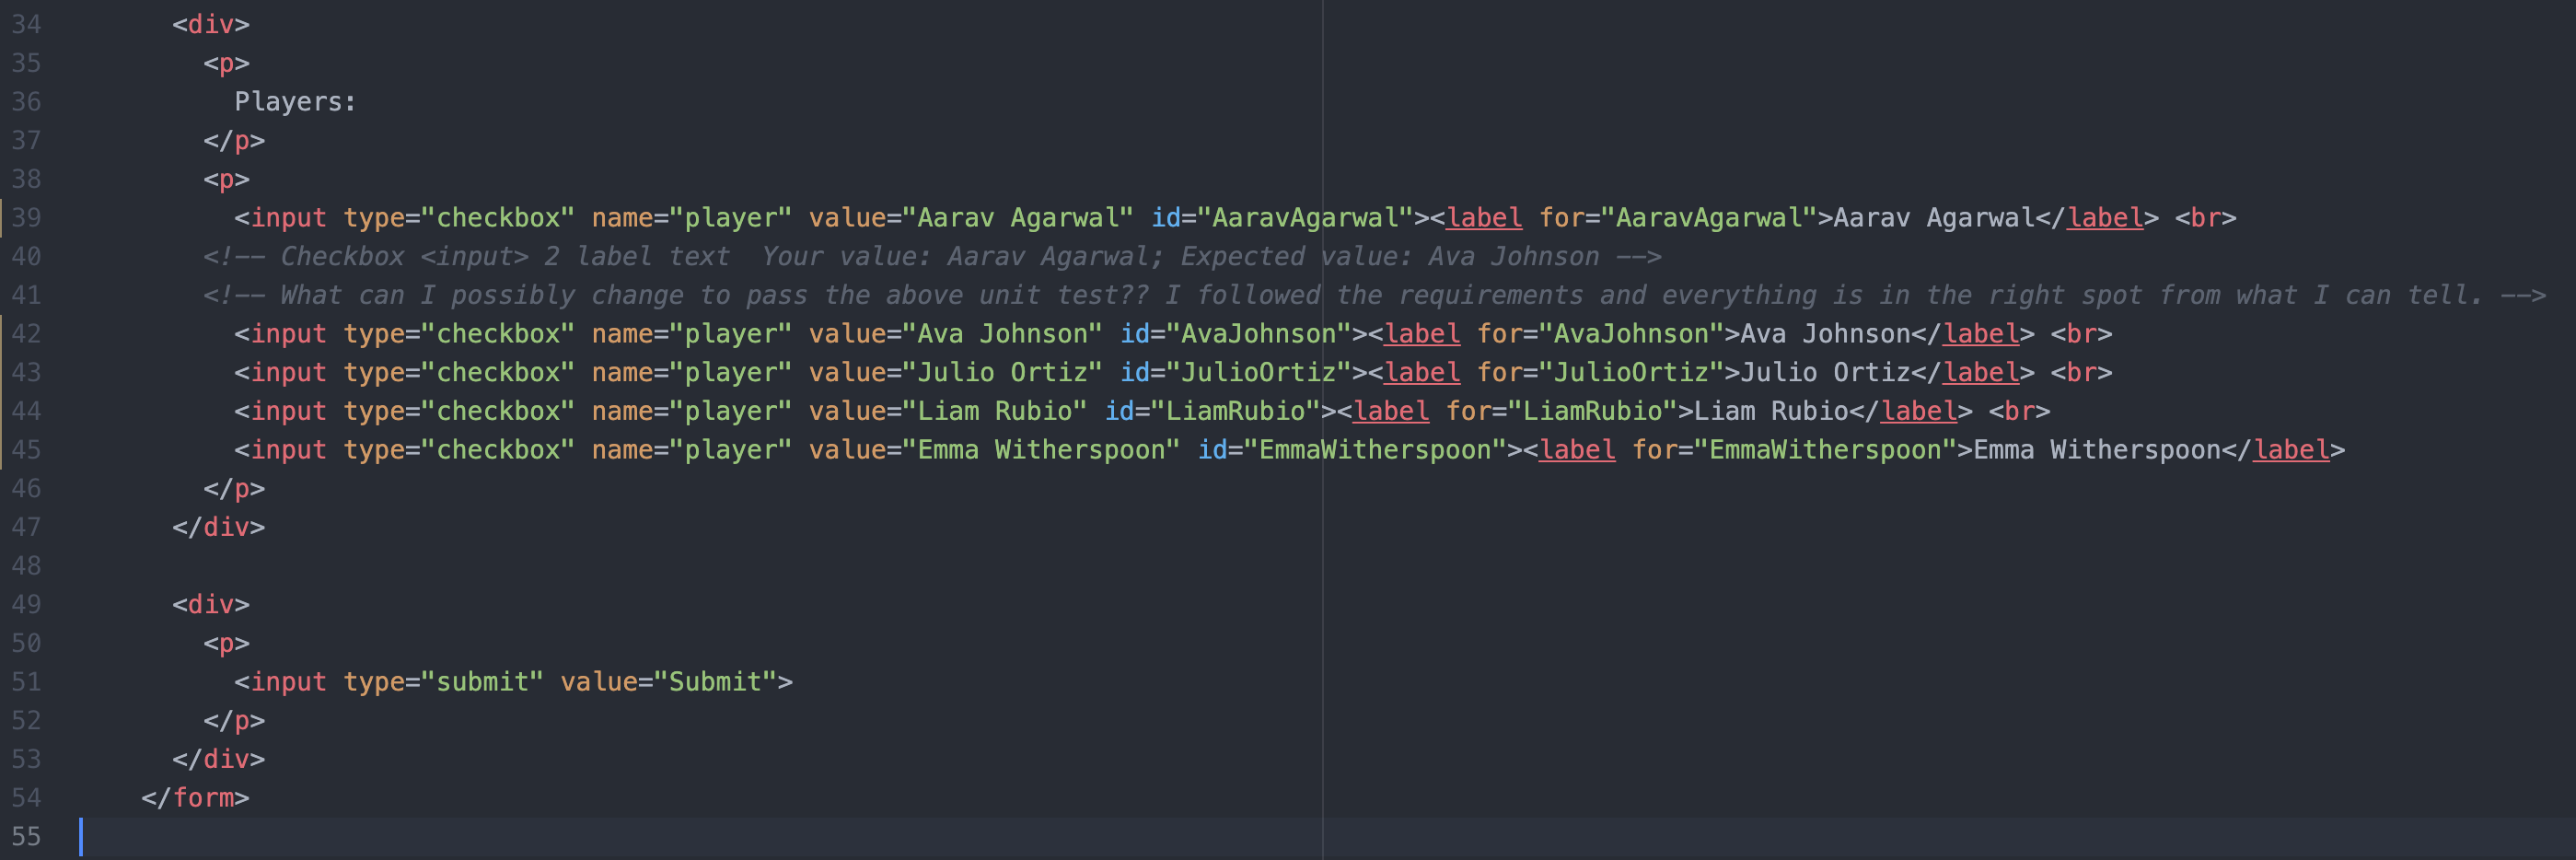 34 <div>
35 <p>
36 Players:
37 </p>
38 <p>
39 <input type="checkbox" name="player" value="Aarav Agarwal" id="AaravAgarwal"><label for="AaravAgarwal">Aarav Agarwal</label> <br>
40 <!-- Checkbox <input> 2 label text  Your value: Aarav Agarwal; Expected value: Ava Johnson -->
41 <!-- What can I possibly change to pass the above unit test?? I followed the requirements and everything is in the right spot from what I can tell. -->
42 <input type="checkbox" name="player" value="Ava Johnson" id="AvaJohnson"><label for="AvaJohnson">Ava Johnson</label> <br>
43 <input type="checkbox" name="player" value="Julio Ortiz" id="JulioOrtiz"><label for="JulioOrtiz">Julio Ortiz</label> <br>
44 <input type="checkbox" name="player" value="Liam Rubio" id="LiamRubio"><label for="LiamRubio">Liam Rubio</label> <br>
45 <input type="checkbox" name="player" value="Emma Witherspoon" id="EmmaWitherspoon"><label for="EmmaWitherspoon">Emma Witherspoon</label>
46 </p>
47 </div>
48
49 <div>
50 <p>
51 <input type="submit" value="Submit">
52 </p>
53 </div>
54 </form>
55